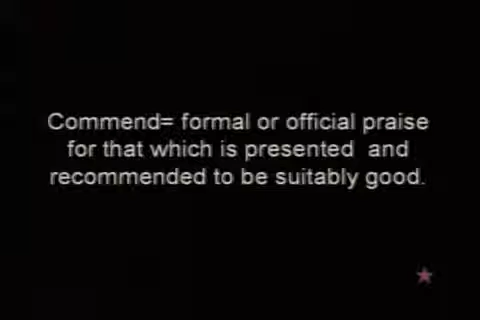 Commend= formal or official praise
for that which is presented  and
recommended to be suitably good.